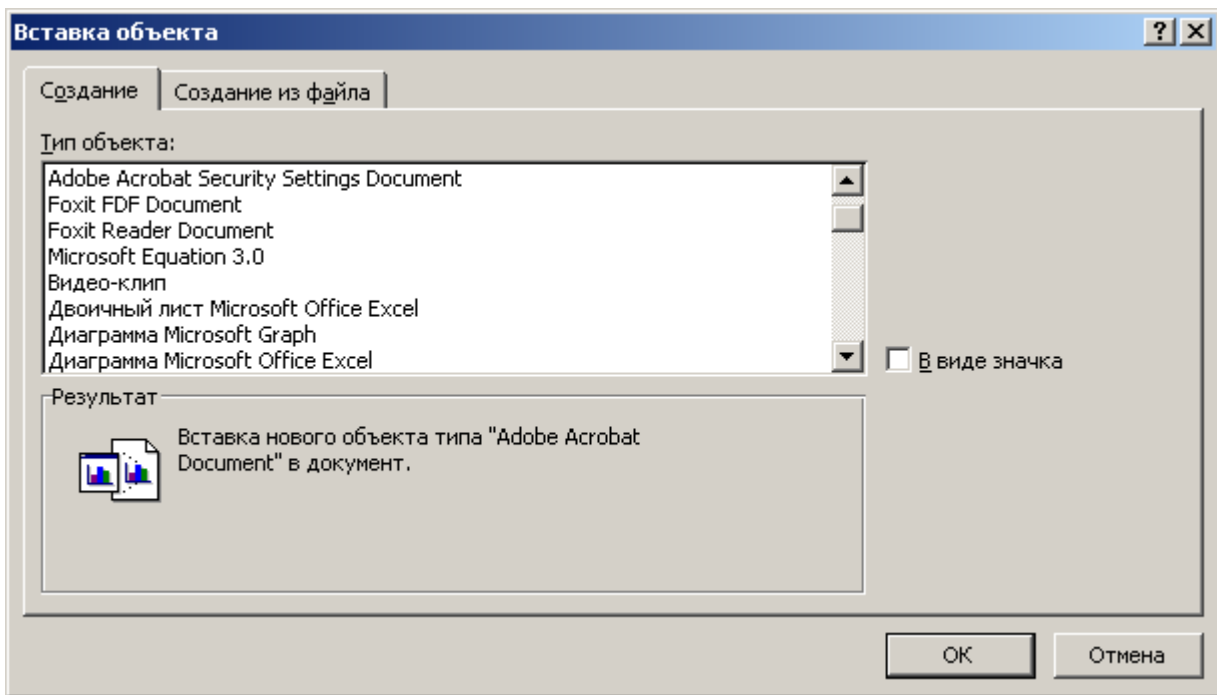 Вставка объекта
Создание
Создание из файла
Тип объекта:
Adobe Acrobat Security Settings Document
Foxit FDF Document
Foxit Reader Document
Microsoft Equation 3.0
Видео-клип
Двоичный лист Microsoft Office Excel
Диаграмма Microsoft Graph
Диаграмма Microsoft Office Excel
В виде значка
Результат
Вставка нового объекта типа "Adobe Acrobat
Document" в документ.
ОК
Отмена